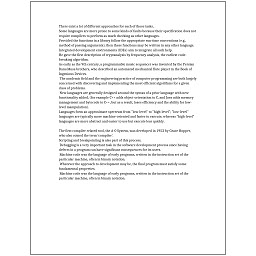 There exist a lot of different approaches for each of those tasks.
Some languages are more prone to some kinds of faults because their specification does not
require compilers to perform as much checking as other languages.
Provided the functions in a library follow the appropriate run-time conventions (e.g.,
method of passing arguments), then these functions may be written in any other language.
Integrated development environments (IDEs) aim to integrate all such help.
He gave the first description of cryptanalysis by frequency analysis, the earliest code-
breaking algorithm.
As early as the 9th century, a programmable music sequencer was invented by the Persian
Banu Musa brothers, who described an automated mechanical flute player in the Book of
Ingenious Devices.
The academic field and the engineering practice of computer programming are both largely
concerned with discovering and implementing the most efficient algorithms for a given
class of problems.
New languages are generally designed around the syntax of a prior language with new
functionality added, (for example C++ adds object-orientation to C, and Java adds memory
management and bytecode to C++, but as a result, loses efficiency and the ability for low-
level manipulation).
Languages form an approximate spectrum from "low-level" to "high-level"; "low-level"
languages are typically more machine-oriented and faster to execute, whereas "high-level"
languages are more abstract and easier to use but execute less quickly.

The first compiler related tool, the A-0 System, was developed in 1952 by Grace Hopper,
who also coined the term 'compiler'.
Scripting and breakpointing is also part of this process.
Debugging is a very important task in the software development process since having
defects in a program can have significant consequences for its users.
Machine code was the language of early programs, written in the instruction set of the
particular machine, often in binary notation.
Whatever the approach to development may be, the final program must satisfy some
fundamental properties.
Machine code was the language of early programs, written in the instruction set of the
particular machine, often in binary notation.